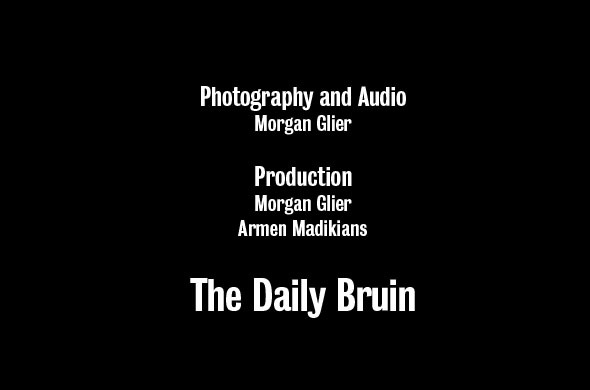 Photography and Audio
Morgan Glier
Production
Morgan Glier
Armen Madikians
The Daily Bruin